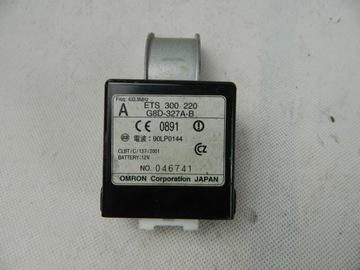 Freq: 433.9MHz
A
ETS 300 220
G8D-327A-B
CE 0891
電波：90LP0144
CLBT/C/137/2001
BATTERY:12V
CZ
NO. 046741
OMRON Corporation JAPAN